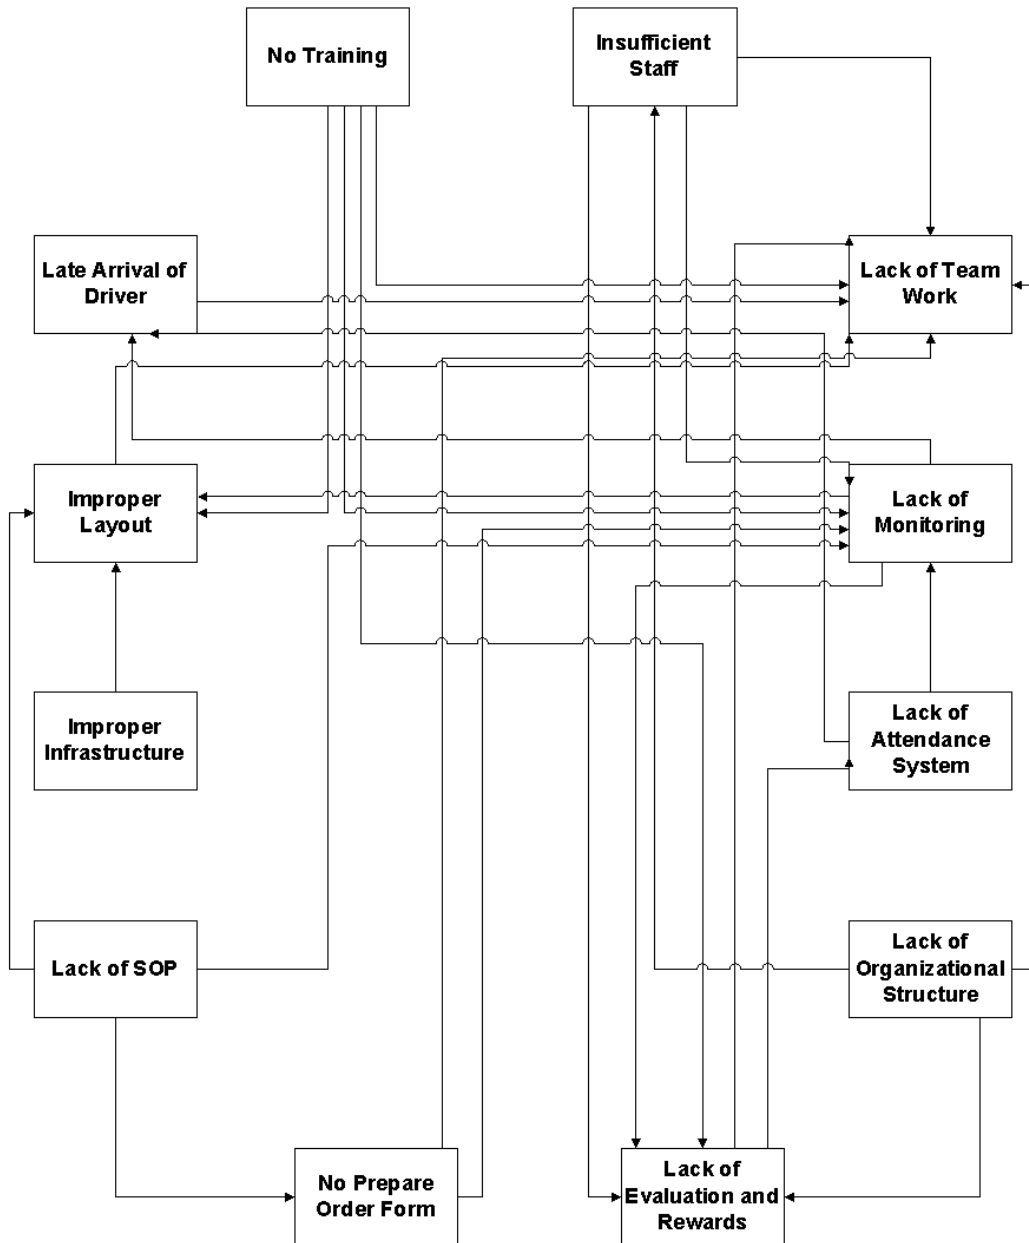 No Training
Insufficient
Staff
Late Arrival of
Driver
Lack of Team
Work
Improper
Layout
Lack of
Monitoring
Improper
Infrastructure
Lack of
Attendance
System
Lack of SOP
Lack of
Organizational
Structure
No Prepare
Order Form
Lack of
Evaluation and
Rewards